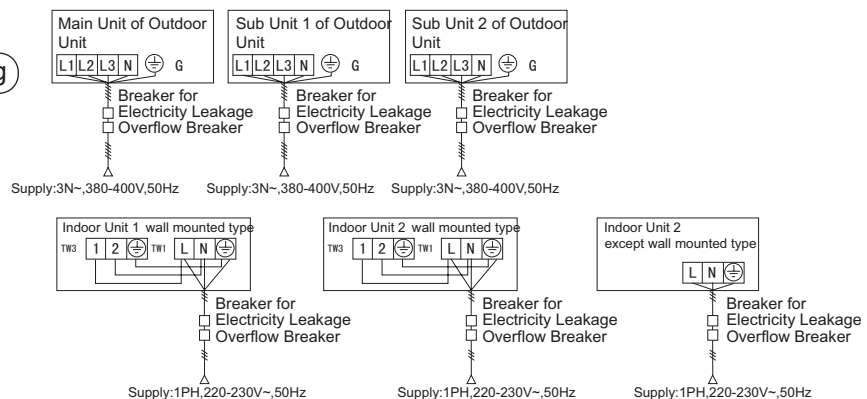 g
Main Unit of Outdoor
Unit
L1 L2 L3 N G
Breaker for
Electricity Leakage
Overflow Breaker
Supply:3N~,380-400V,50Hz
Sub Unit 1 of Outdoor
Unit
L1 L2 L3 N G
Breaker for
Electricity Leakage
Overflow Breaker
Supply:3N~,380-400V,50Hz
Sub Unit 2 of Outdoor
Unit
L1 L2 L3 N G
Breaker for
Electricity Leakage
Overflow Breaker
Supply:3N~,380-400V,50Hz
Indoor Unit 1 wall mounted type
TW3 1 2 TW1 L N
Breaker for
Electricity Leakage
Overflow Breaker
Supply:1PH,220-230V~,50Hz
Indoor Unit 2 wall mounted type
TW3 1 2 TW1 L N
Breaker for
Electricity Leakage
Overflow Breaker
Supply:1PH,220-230V~,50Hz
Indoor Unit 2
except wall mounted type
L N
Breaker for
Electricity Leakage
Overflow Breaker
Supply:1PH,220-230V~,50Hz